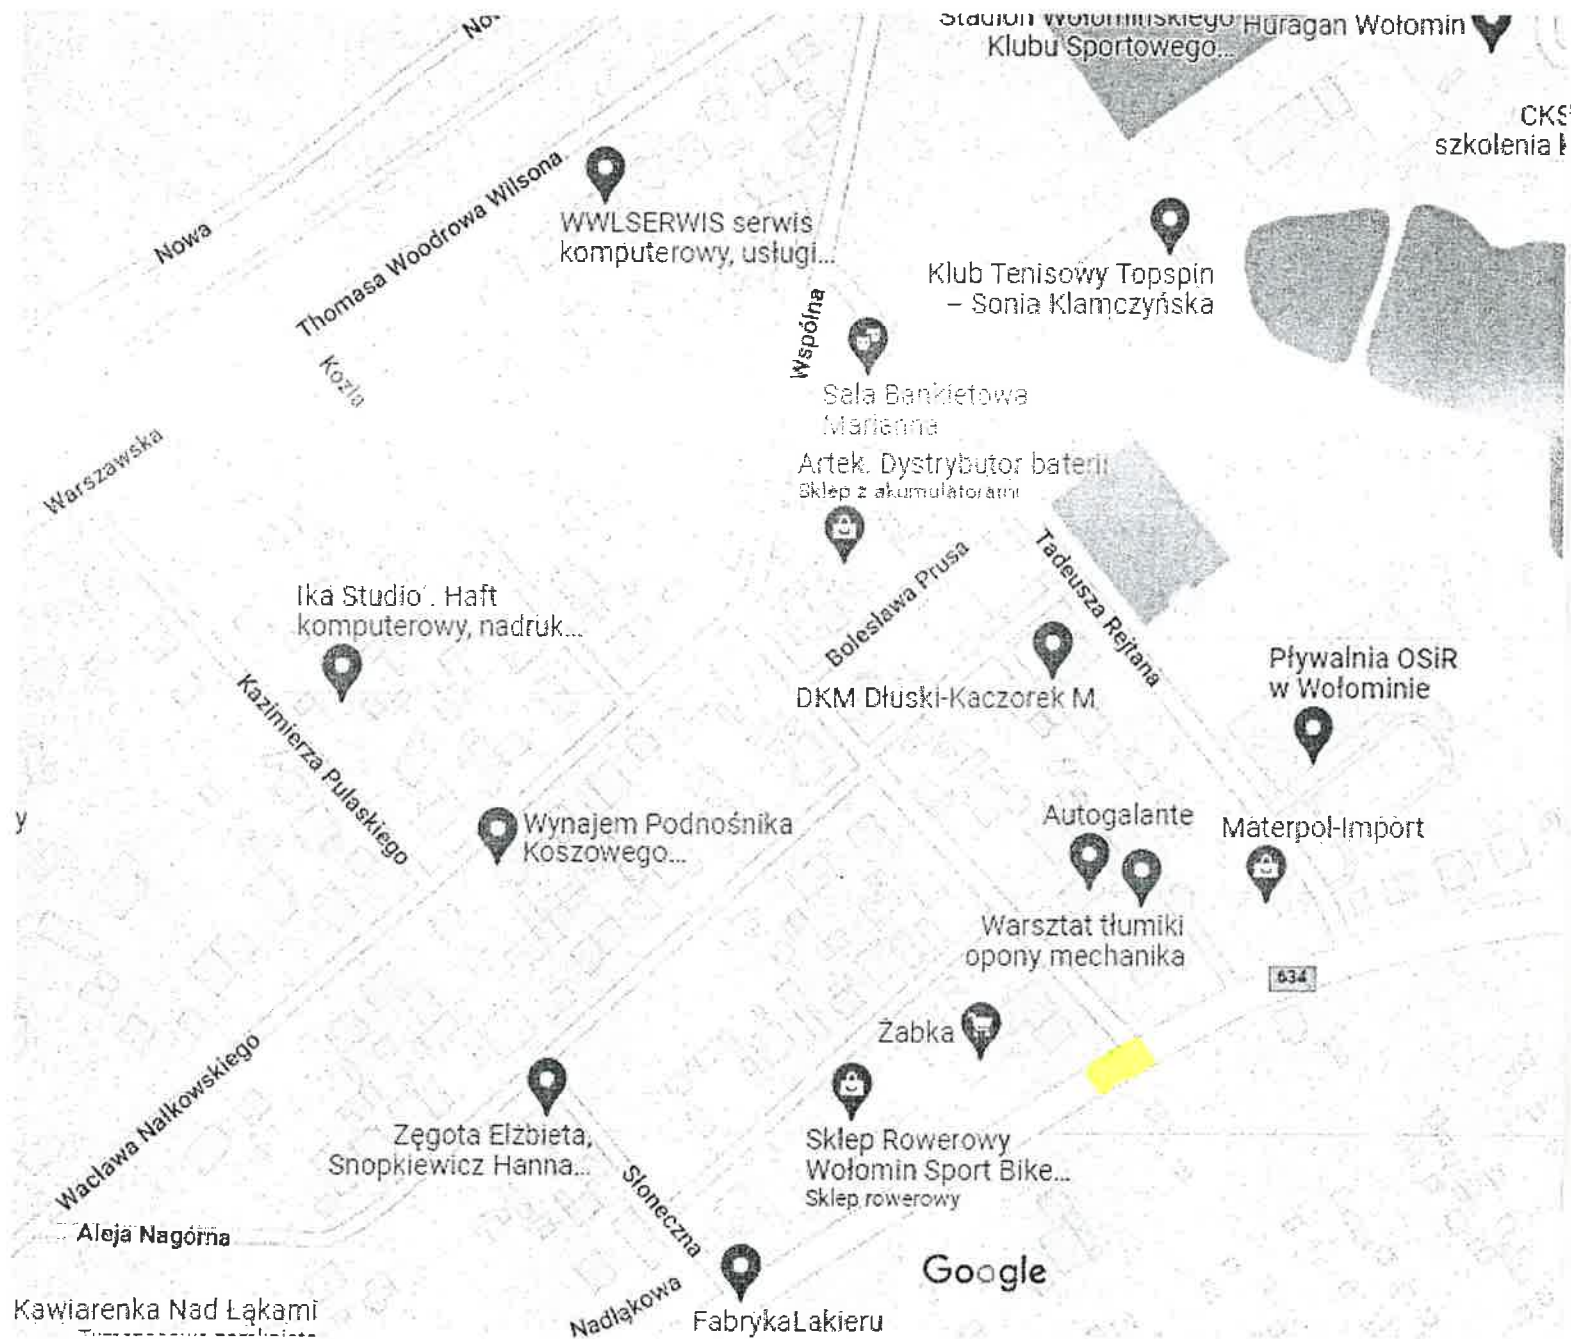 Stadion Wołomińskiego
Klubu Sportowego...
Huragan Wołomin
szkolenia
WWLSERWIS serwis
komputerowy, usługi...
Thomasa Woodrowa Wilsona
Nowa
Klub Tenisowy Topspin
– Sonia Klamczyńska
Wspólna
Kozla
Sala Bankietowa
Marianna
Warszawska
Artek. Dystrybutor baterii
Sklep z akumulatorami
Bolesława Prusa
Tadeusza Rejtana
Ika Studio . Haft
komputerowy, nadruk...
DKM Dłuski-Kaczorek M
Pływalnia OSiR
w Wołominie
Kazimierza Pułaskiego
y
Wynajem Podnośnika
Koszowego...
Autogalante
Materpol-Import
Warsztat tłumiki
opony mechanika
634
Żabka
Wacława Nałkowskiego
Zęgota Elżbieta,
Snopkiewicz Hanna...
Sklep Rowerowy
Wołomin Sport Bike...
Sklep rowerowy
Słoneczna
Aleja Nagórna
Google
Nadłąkowa
Kawiarenka Nad Łąkami
FabrykaLakieru